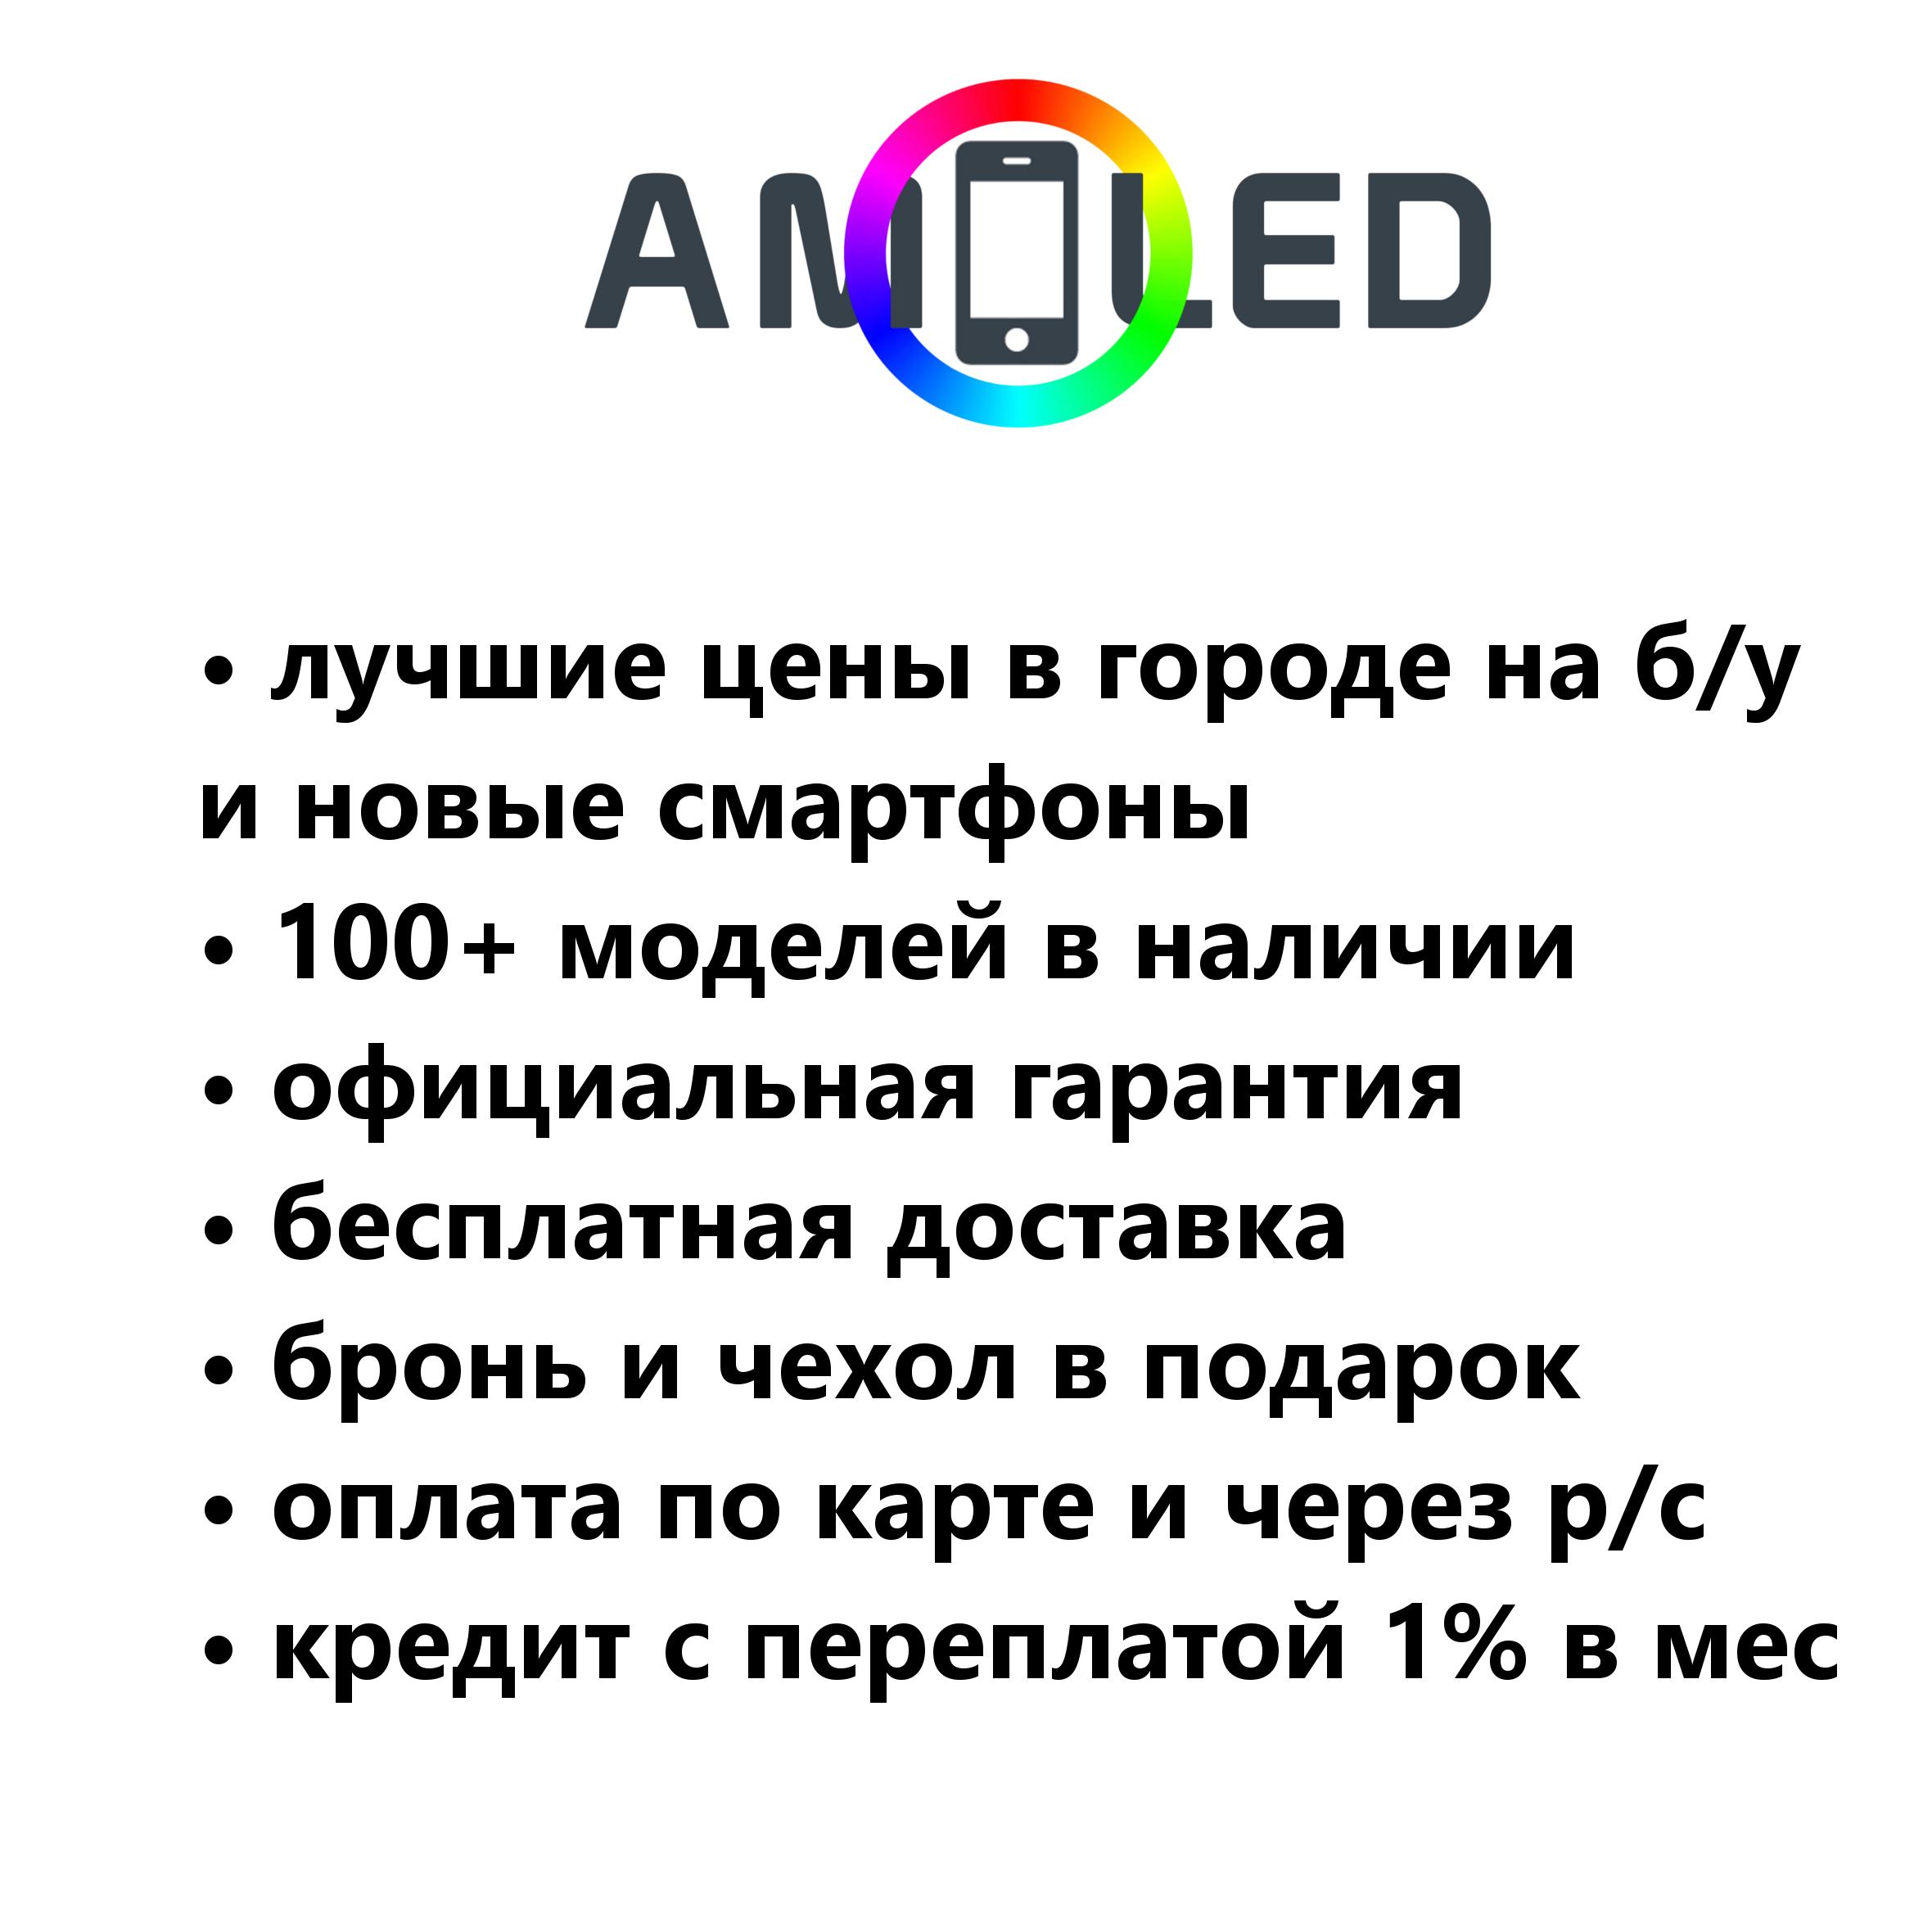 AMOLED
• лучшие цены в городе на б/у
и новые смартфоны
• 100+ моделей в наличии
• официальная гарантия
• бесплатная доставка
• бронь и чехол в подарок
• оплата по карте и через р/с
• кредит с переплатой 1% в мес